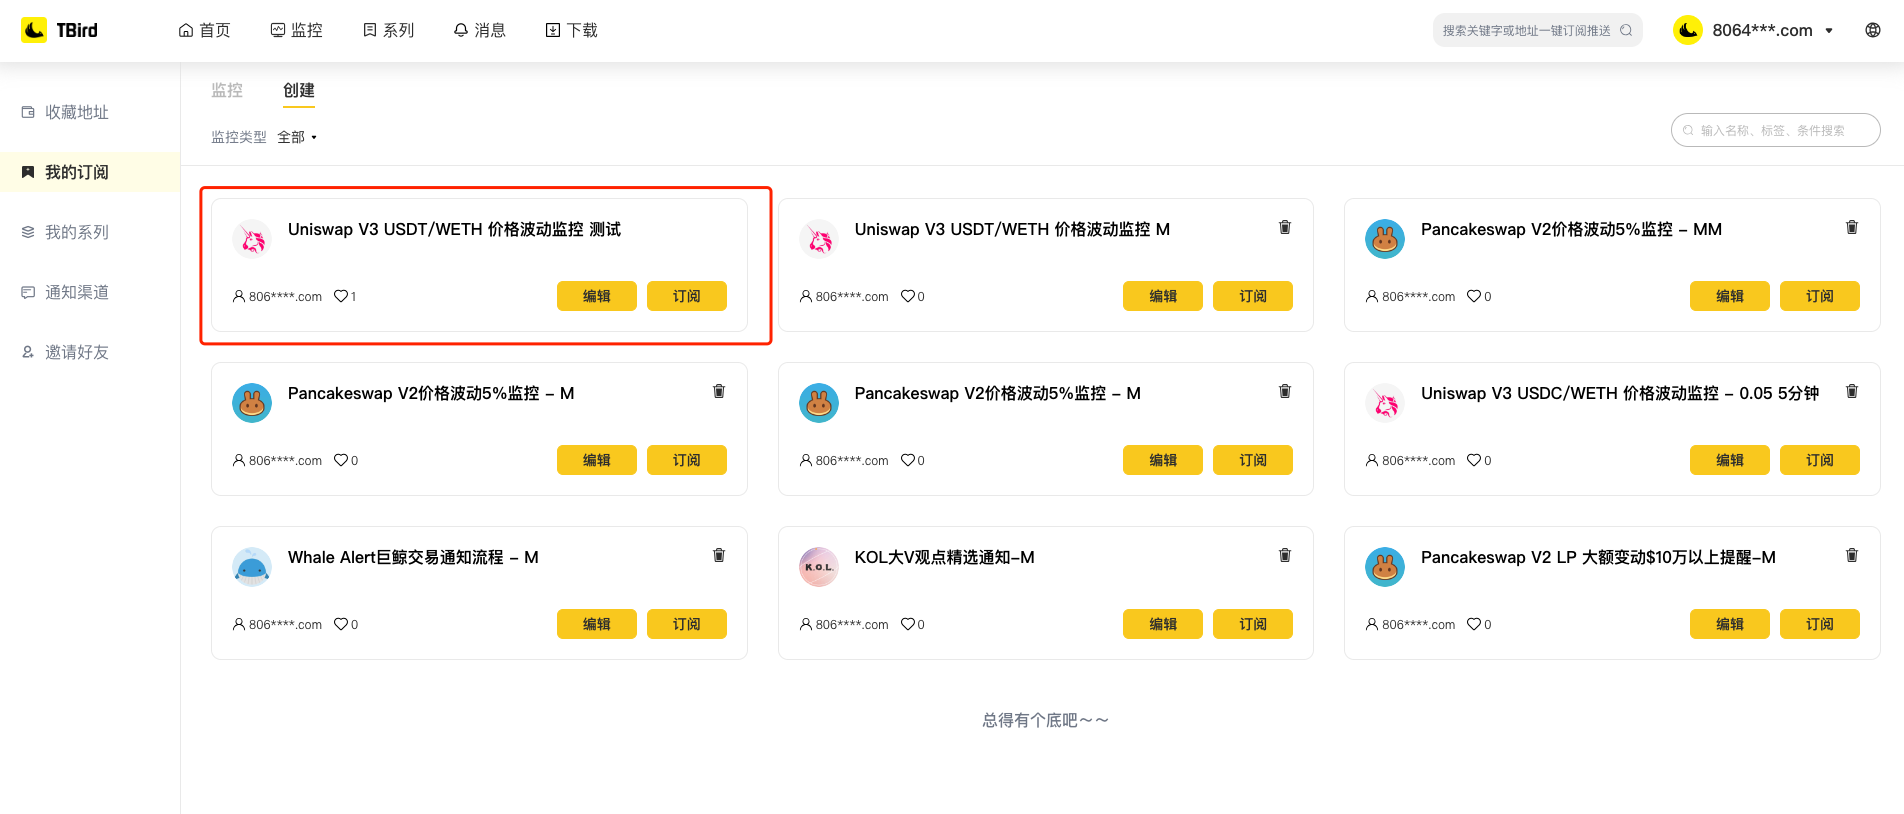 TBird
首页
监控
系列
消息
下载
搜索关键字或地址一键订阅推送
8064***.com
收藏地址
我的订阅
我的系列
通知渠道
邀请好友
监控 创建
监控类型 全部
输入名称、标签、条件搜索
Uniswap V3 USDT/WETH 价格波动监控 测试
806****.com 1 编辑 订阅
Uniswap V3 USDT/WETH 价格波动监控 M
806****.com 0 编辑 订阅
Pancakeswap V2价格波动5%监控 – MM
806****.com 0 编辑 订阅
Pancakeswap V2价格波动5%监控 – M
806****.com 0 编辑 订阅
Pancakeswap V2价格波动5%监控 – M
806****.com 0 编辑 订阅
Uniswap V3 USDC/WETH 价格波动监控 – 0.05 5分钟
806****.com 0 编辑 订阅
Whale Alert巨鲸交易通知流程 – M
806****.com 0 编辑 订阅
K.O.L.
KOL大V观点精选通知–M
806****.com 0 编辑 订阅
Pancakeswap V2 LP 大额变动$10万以上提醒–M
806****.com 0 编辑 订阅
总得有个底吧～～